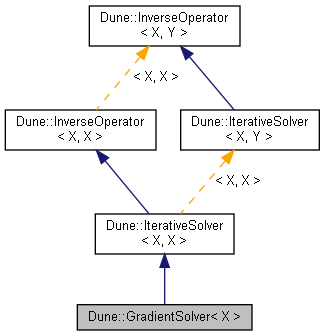 Dune::InverseOperator
< X, Y >
< X, X >
Dune::InverseOperator
< X, X >
Dune::IterativeSolver
< X, Y >
< X, X >
Dune::IterativeSolver
< X, X >
Dune::GradientSolver< X >